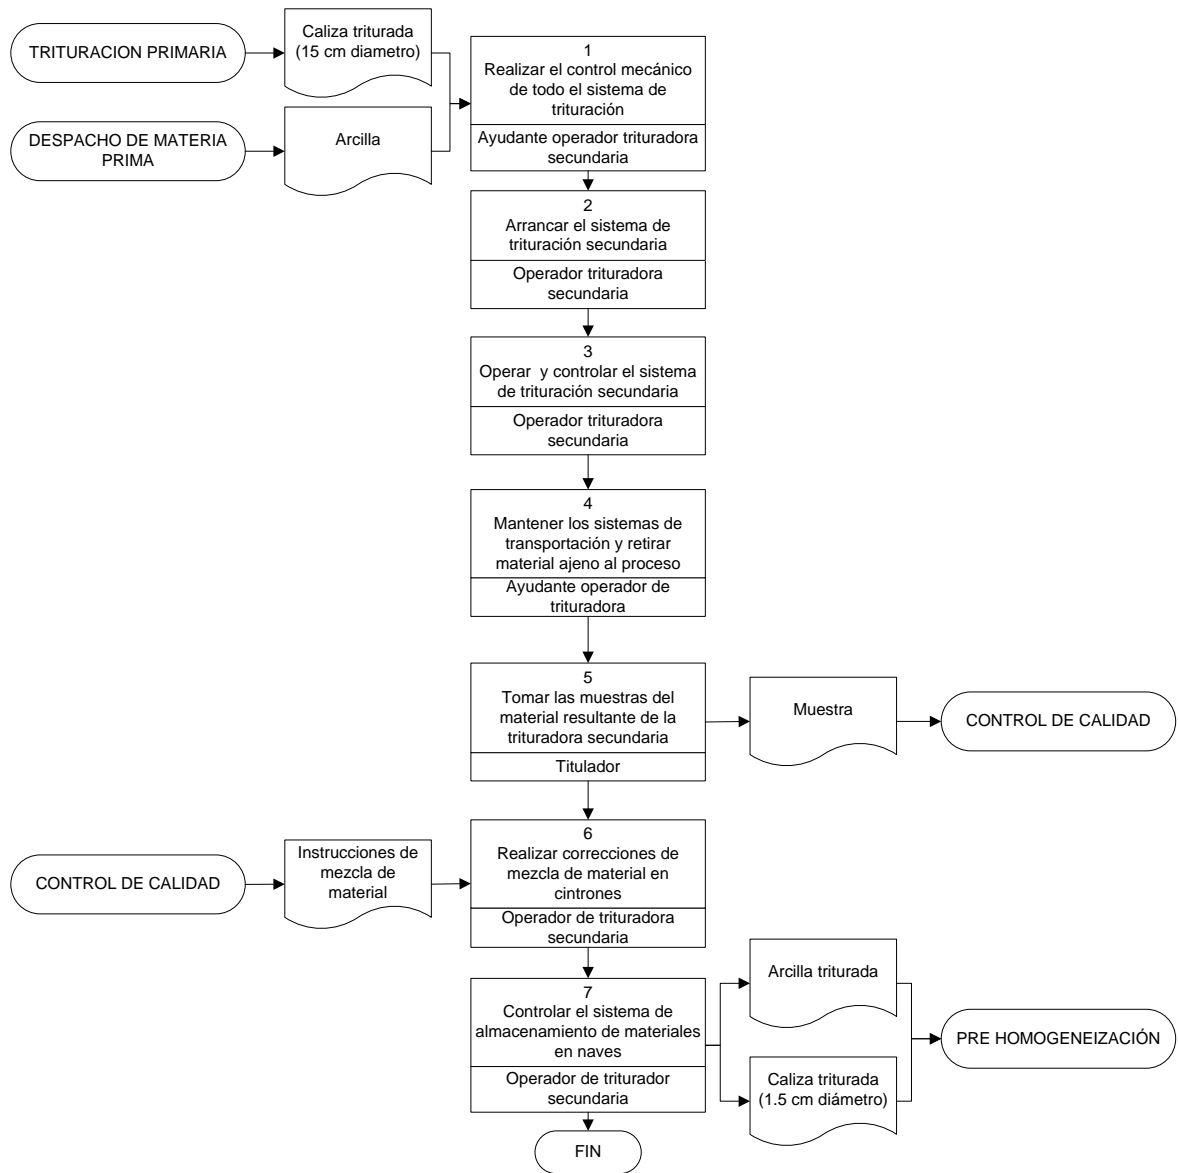 TRITURACION PRIMARIA
Caliza triturada
(15 cm diametro)
DESPACHO DE MATERIA
PRIMA
Arcilla
1
Realizar el control mecánico
de todo el sistema de
trituración
Ayudante operador trituradora
secundaria
2
Arrancar el sistema de
trituración secundaria
Operador trituradora
secundaria
3
Operar y controlar el sistema
de trituración secundaria
Operador trituradora
secundaria
4
Mantener los sistemas de
transportación y retirar
material ajeno al proceso
Ayudante operador de
trituradora
5
Tomar las muestras del
material resultante de la
trituradora secundaria
Titulador
Muestra
CONTROL DE CALIDAD
CONTROL DE CALIDAD
Instrucciones de
mezcla de
material
6
Realizar correcciones de
mezcla de material en
cintrones
Operador de trituradora
secundaria
7
Controlar el sistema de
almacenamiento de materiales
en naves
Operador de triturador
secundaria
Arcilla triturada
Caliza triturada
(1.5 cm diámetro)
PRE HOMOGENEIZACIÓN
FIN